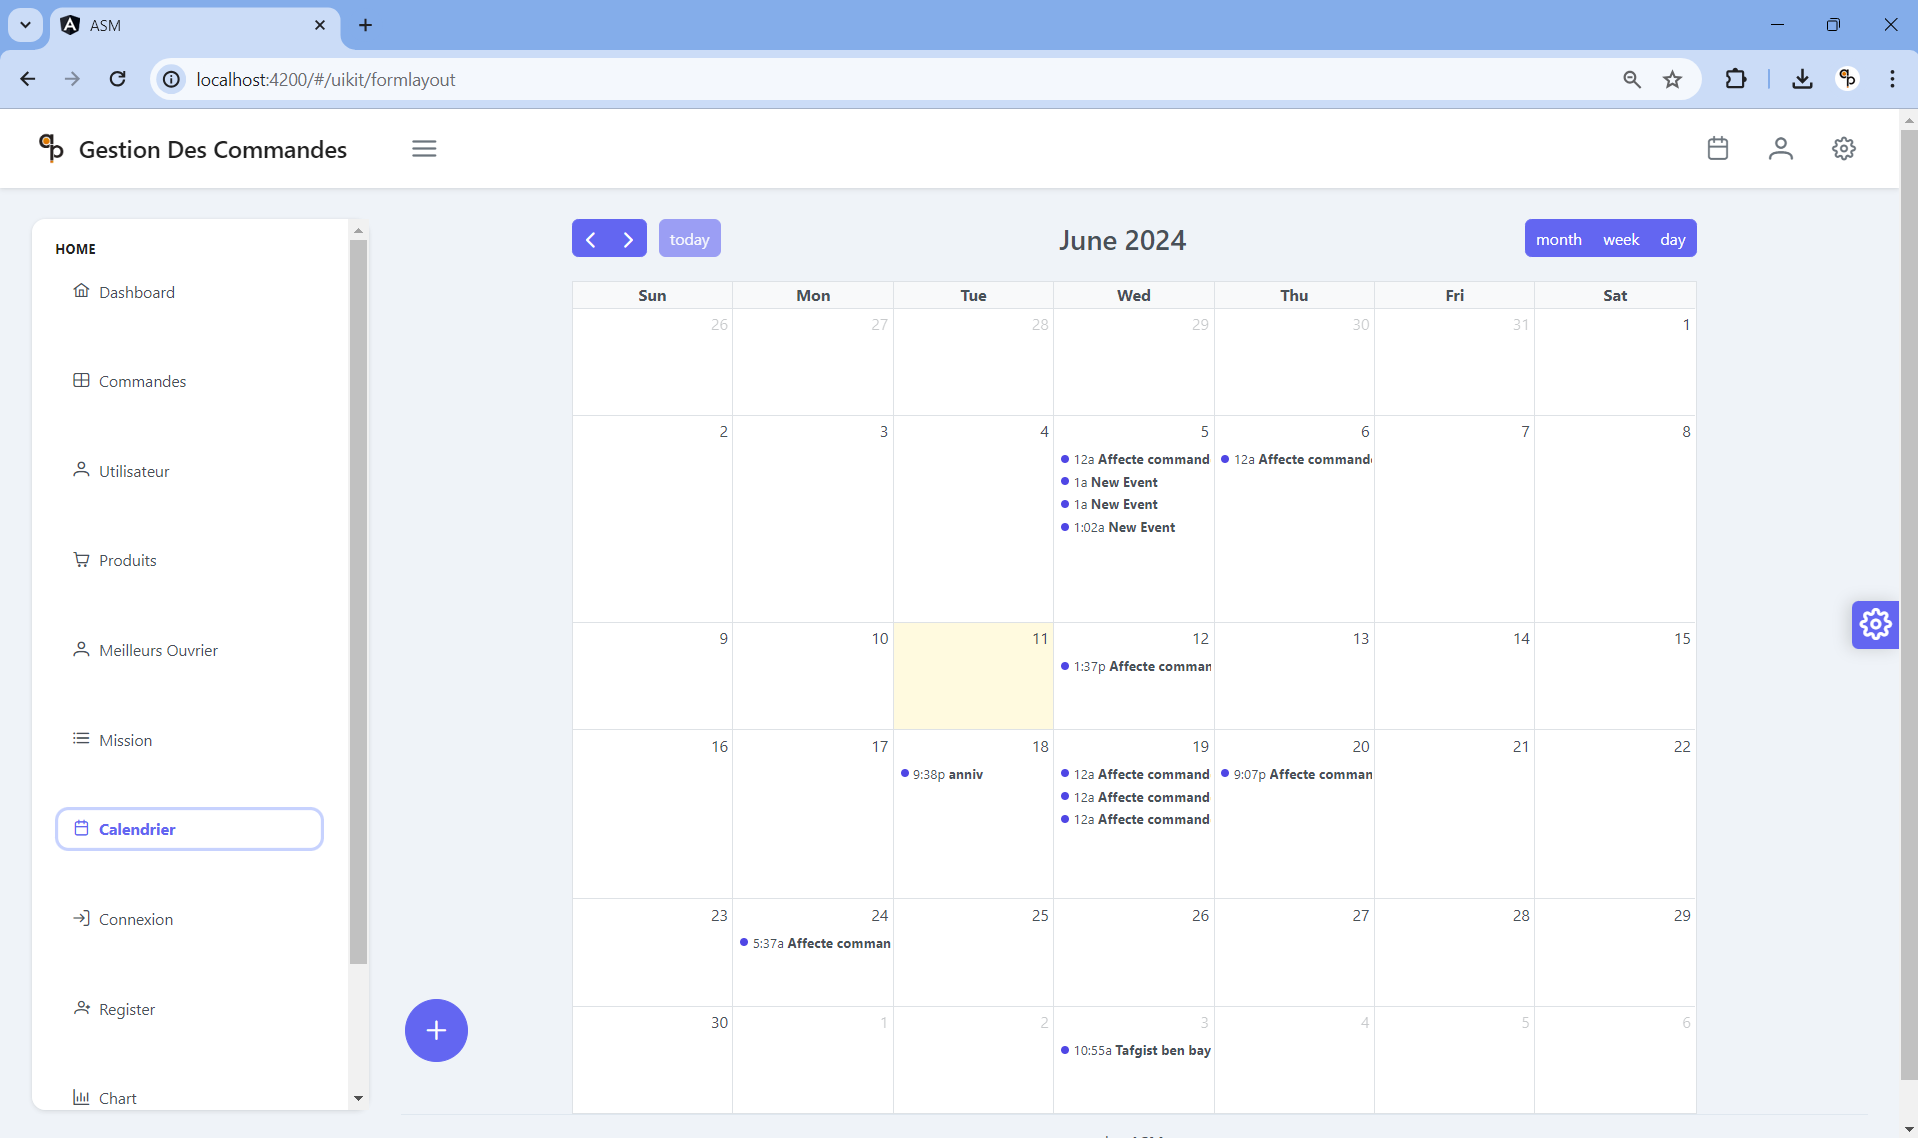 ASM
localhost:4200/#/uikit/formlayout
Gestion Des Commandes
HOME
Dashboard
Commandes
Utilisateur
Produits
Meilleurs Ouvrier
Mission
Calendrier
Connexion
Register
Chart
today
June 2024
month week day
Sun Mon Tue Wed Thu Fri Sat
26 27 28 29 30 31 1
2 3 4 5 6 7 8
12a Affecte command 12a Affecte command
1a New Event
1a New Event
1:02a New Event
9 10 11 12 13 14 15
1:37p Affecte comman
16 17 18 19 20 21 22
9:38p anniv 12a Affecte command 9:07p Affecte comman
12a Affecte command
12a Affecte command
23 24 25 26 27 28 29
5:37a Affecte comman
30 1 2 3 4 5 6
10:55a Tafgist ben bay